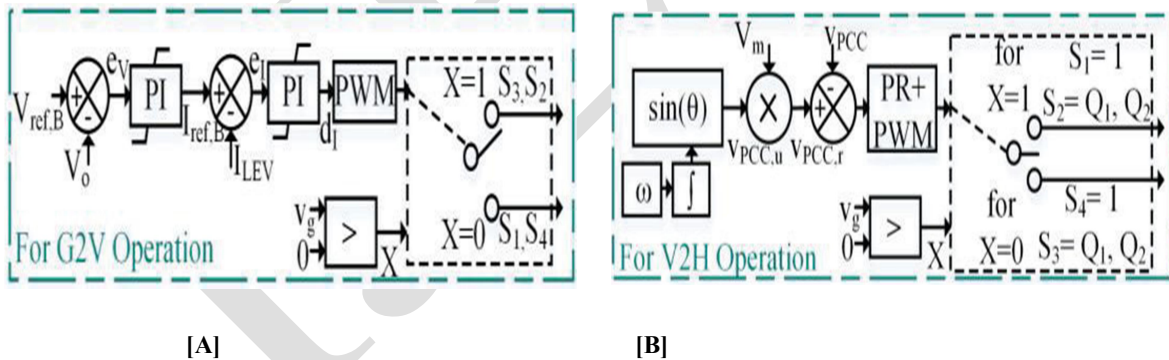 e_V
PI
e_I
PI
PWM
X=1 S_3,S_2
V_ref,B
I_ref,B
d_I
V_o
I_LEV
v_g
>
0
X
X=0 S_1,S_4
For G2V Operation
V_m
v_PCC
for S_1= 1
X=1 S_2= Q_1, Q_2
sin(θ)
×
PR+
PWM
v_PCC,u
v_PCC,r
ω
∫
v_g
>
0
X
for S_4= 1
X=0 S_3= Q_1, Q_2
For V2H Operation
[A]
[B]